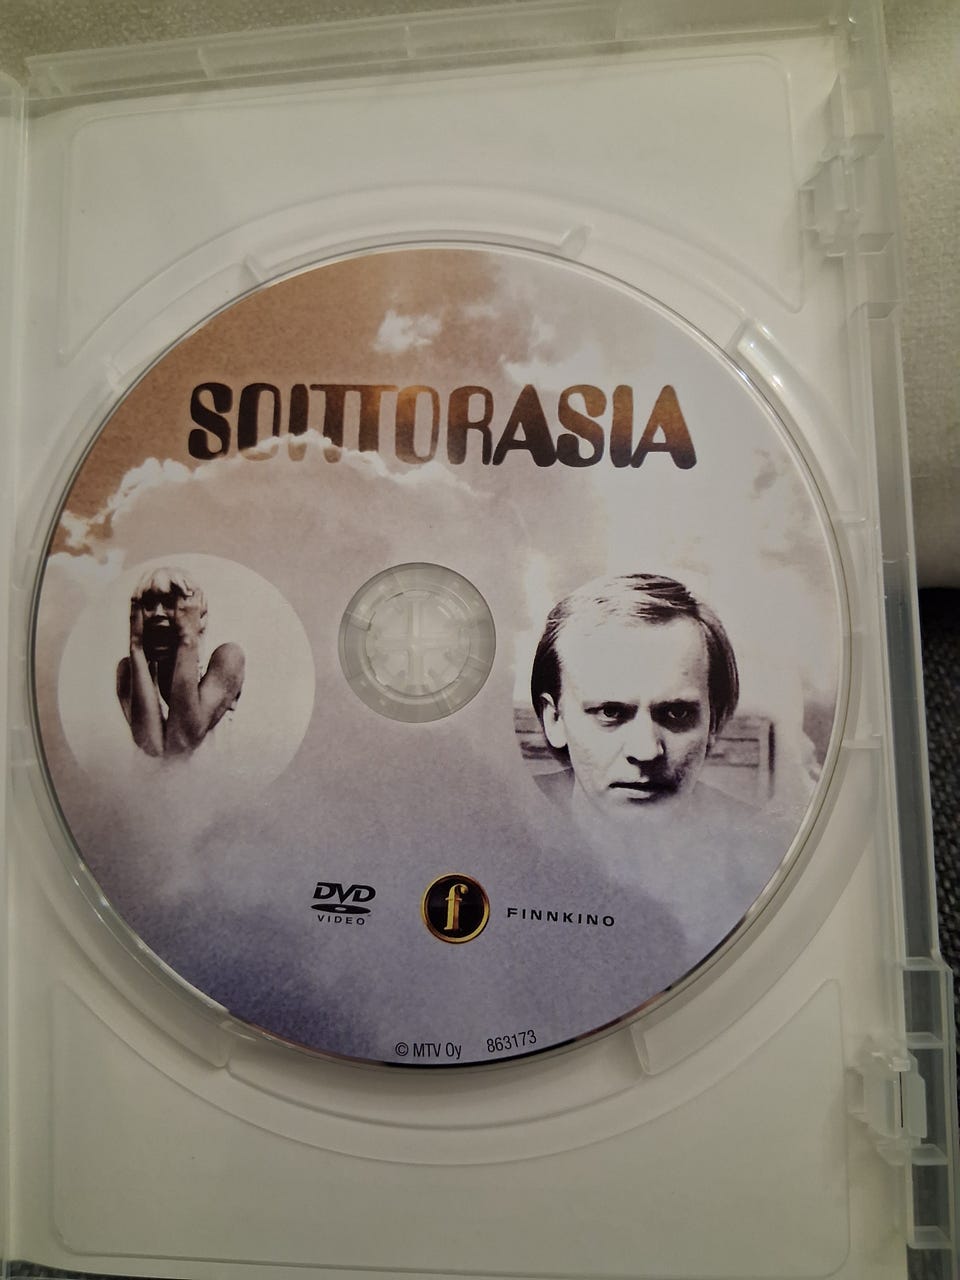 SOITTORASIA
DVD
VIDEO
f
FINNKINO
© MTV Oy 863173